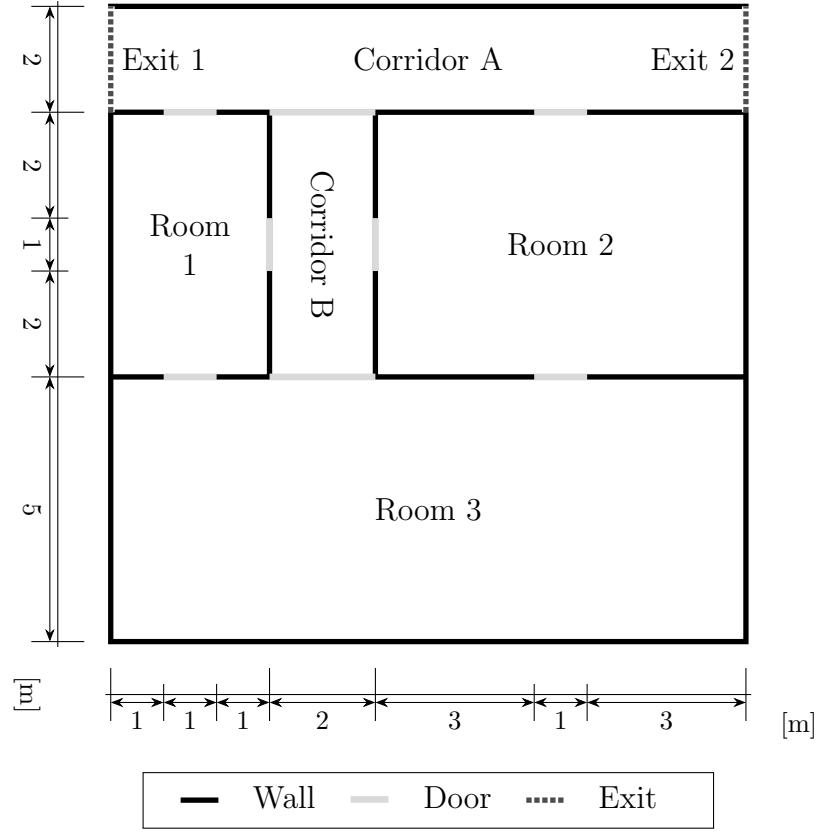 Exit 1
Corridor A
Exit 2
2
2
1
2
5
[m]
Room
1
Corridor B
Room 2
Room 3
1
1
1
2
3
1
3
[m]
Wall
Door
Exit